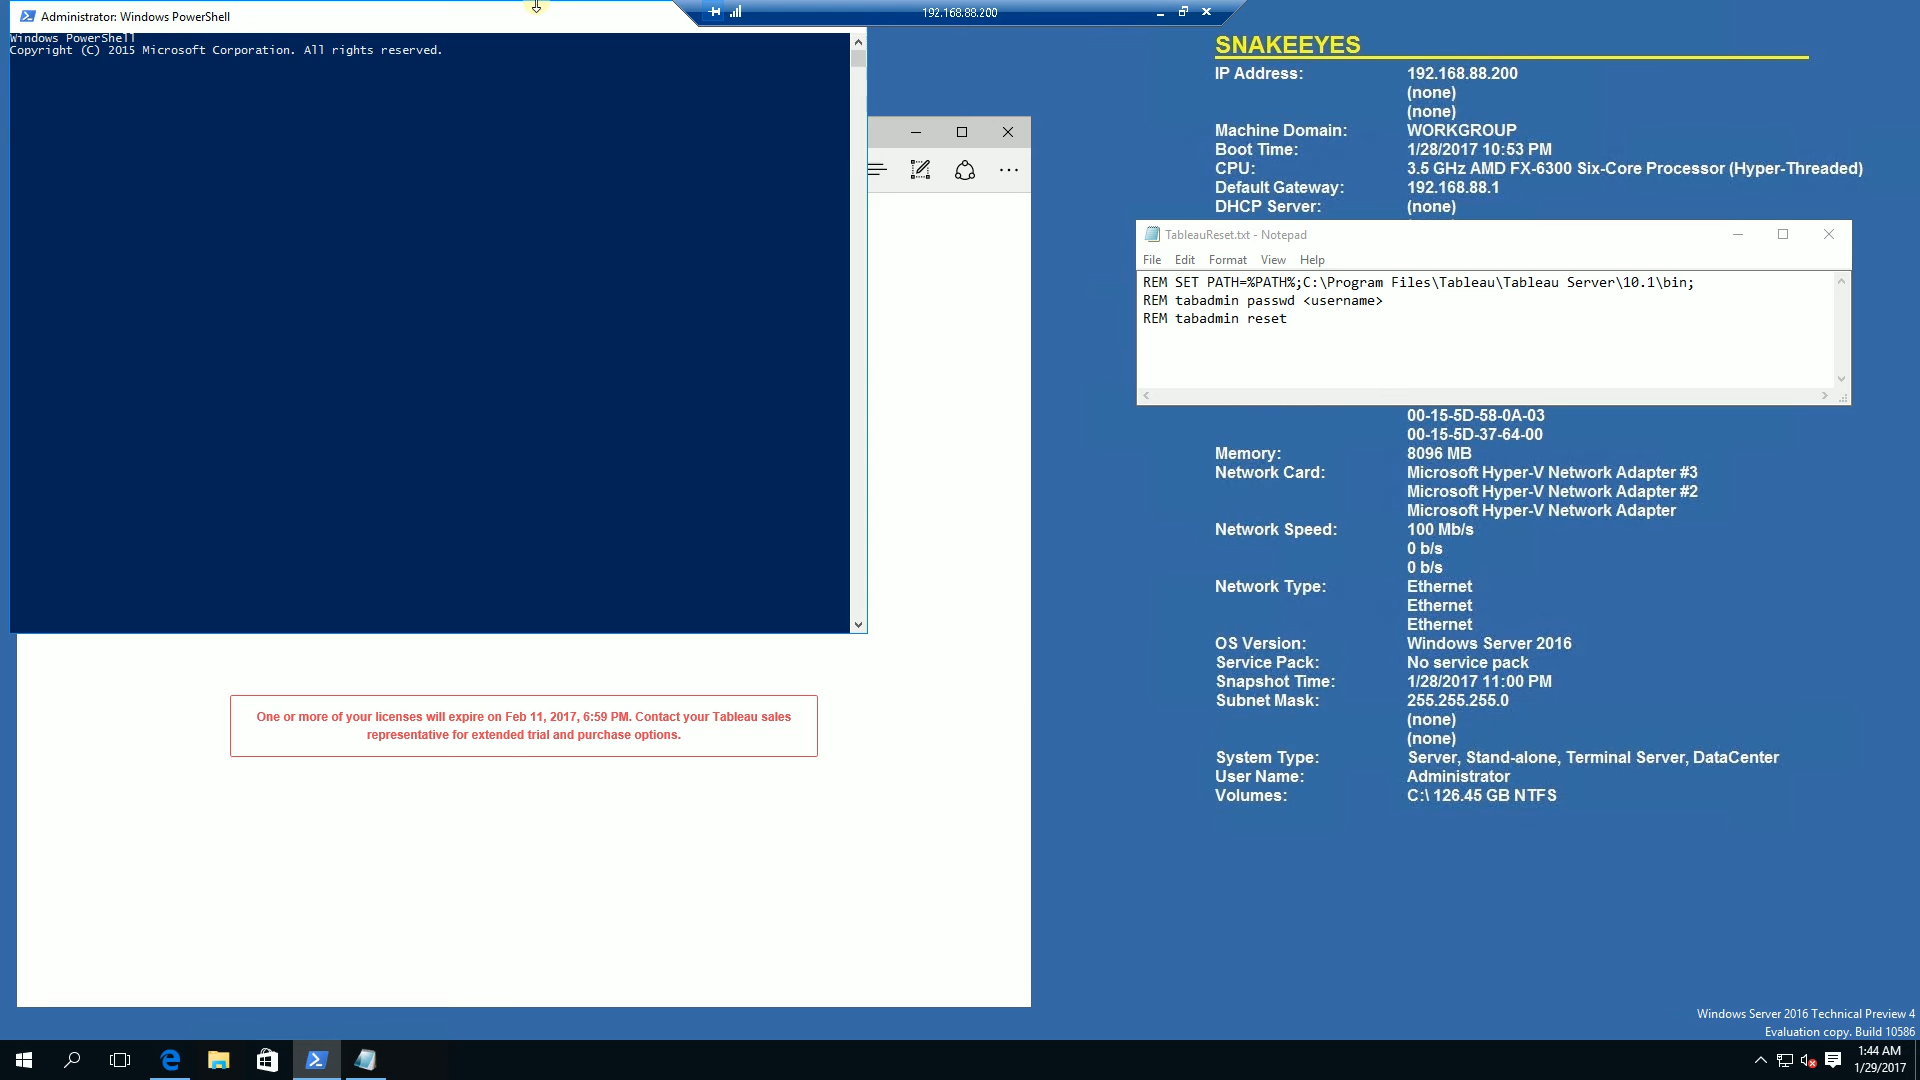 Administrator: Windows PowerShell
Windows PowerShell
Copyright (C) 2015 Microsoft Corporation. All rights reserved.
192.168.88.200
SNAKEEYES
IP Address: 192.168.88.200
(none)
(none)
Machine Domain: WORKGROUP
Boot Time: 1/28/2017 10:53 PM
CPU: 3.5 GHz AMD FX-6300 Six-Core Processor (Hyper-Threaded)
Default Gateway: 192.168.88.1
DHCP Server: (none)
TableauReset.txt - Notepad
File Edit Format View Help
REM SET PATH=%PATH%;C:\Program Files\Tableau\Tableau Server\10.1\bin;
REM tabadmin passwd <username>
REM tabadmin reset
00-15-5D-58-0A-03
00-15-5D-37-64-00
Memory: 8096 MB
Network Card: Microsoft Hyper-V Network Adapter #3
Microsoft Hyper-V Network Adapter #2
Microsoft Hyper-V Network Adapter
Network Speed: 100 Mb/s
0 b/s
0 b/s
Network Type: Ethernet
Ethernet
Ethernet
OS Version: Windows Server 2016
Service Pack: No service pack
Snapshot Time: 1/28/2017 11:00 PM
Subnet Mask: 255.255.255.0
(none)
(none)
System Type: Server, Stand-alone, Terminal Server, DataCenter
User Name: Administrator
Volumes: C:\ 126.45 GB NTFS
One or more of your licenses will expire on Feb 11, 2017, 6:59 PM. Contact your Tableau sales
representative for extended trial and purchase options.
Windows Server 2016 Technical Preview 4
Evaluation copy. Build 10586
1:44 AM
1/29/2017